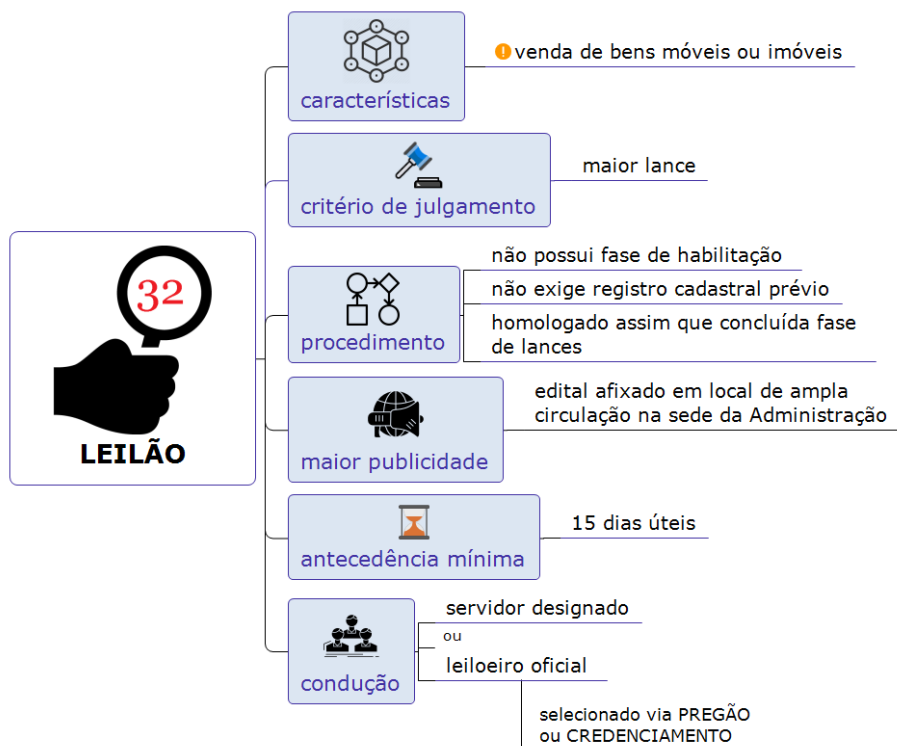 32
LEILÃO
características
venda de bens móveis ou imóveis
critério de julgamento
maior lance
procedimento
não possui fase de habilitação
não exige registro cadastral prévio
homologado assim que concluída fase
de lances
maior publicidade
edital afixado em local de ampla
circulação na sede da Administração
antecedência mínima
15 dias úteis
condução
servidor designado
ou
leiloeiro oficial
selecionado via PREGÃO
ou CREDENCIAMENTO